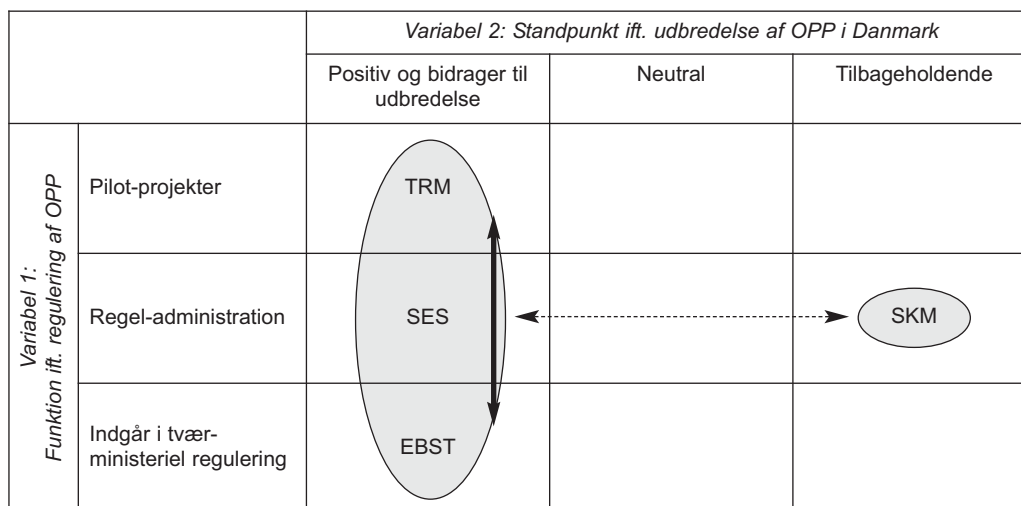 Variabel 2: Standpunkt ift. udbredelse af OPP i Danmark
Positiv og bidrager til
udbredelse
Neutral
Tilbageholdende
Variabel 1:
Funktion ift. regulering af OPP
Pilot-projekter
TRM
Regel-administration
SES
SKM
Indgår i tvær-
ministeriel regulering
EBST